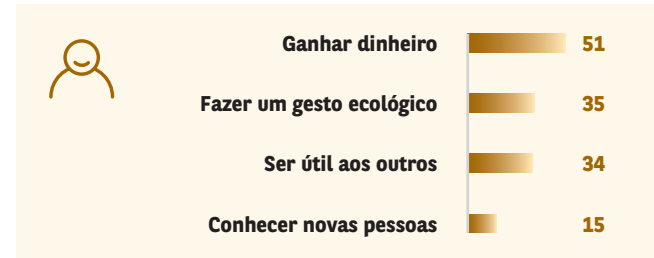 Ganhar dinheiro 51
Fazer um gesto ecológico 35
Ser útil aos outros 34
Conhecer novas pessoas 15